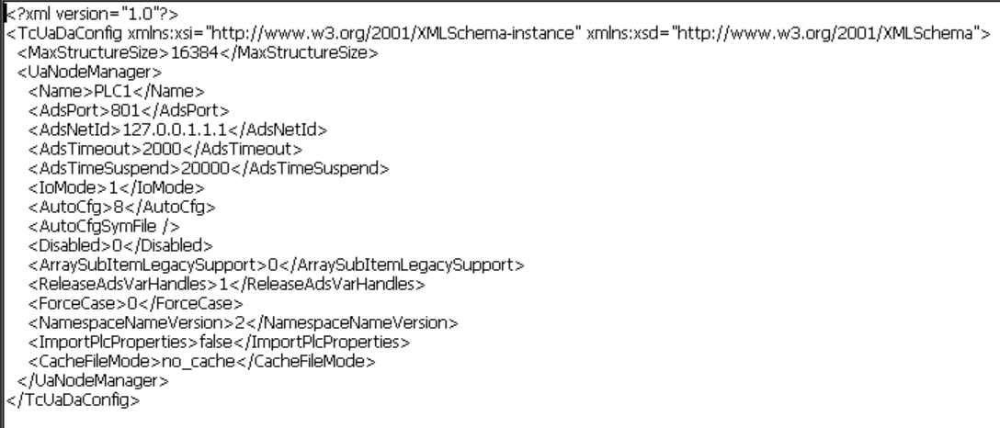 <?xml version="1.0"?>
<TcUaDaConfig xmlns:xsi="http://www.w3.org/2001/XMLSchema-instance" xmlns:xsd="http://www.w3.org/2001/XMLSchema">
<MaxStructureSize>16384</MaxStructureSize>
<UaNodeManager>
<Name>PLC1</Name>
<AdsPort>801</AdsPort>
<AdsNetId>127.0.0.1.1.1</AdsNetId>
<AdsTimeout>2000</AdsTimeout>
<AdsTimeSuspend>20000</AdsTimeSuspend>
<IoMode>1</IoMode>
<AutoCfg>8</AutoCfg>
<AutoCfgSymFile />
<Disabled>0</Disabled>
<ArraySubItemLegacySupport>0</ArraySubItemLegacySupport>
<ReleaseAdsVarHandles>1</ReleaseAdsVarHandles>
<ForceCase>0</ForceCase>
<NamespaceNameVersion>2</NamespaceNameVersion>
<ImportPlcProperties>false</ImportPlcProperties>
<CacheFileMode>no_cache</CacheFileMode>
</UaNodeManager>
</TcUaDaConfig>